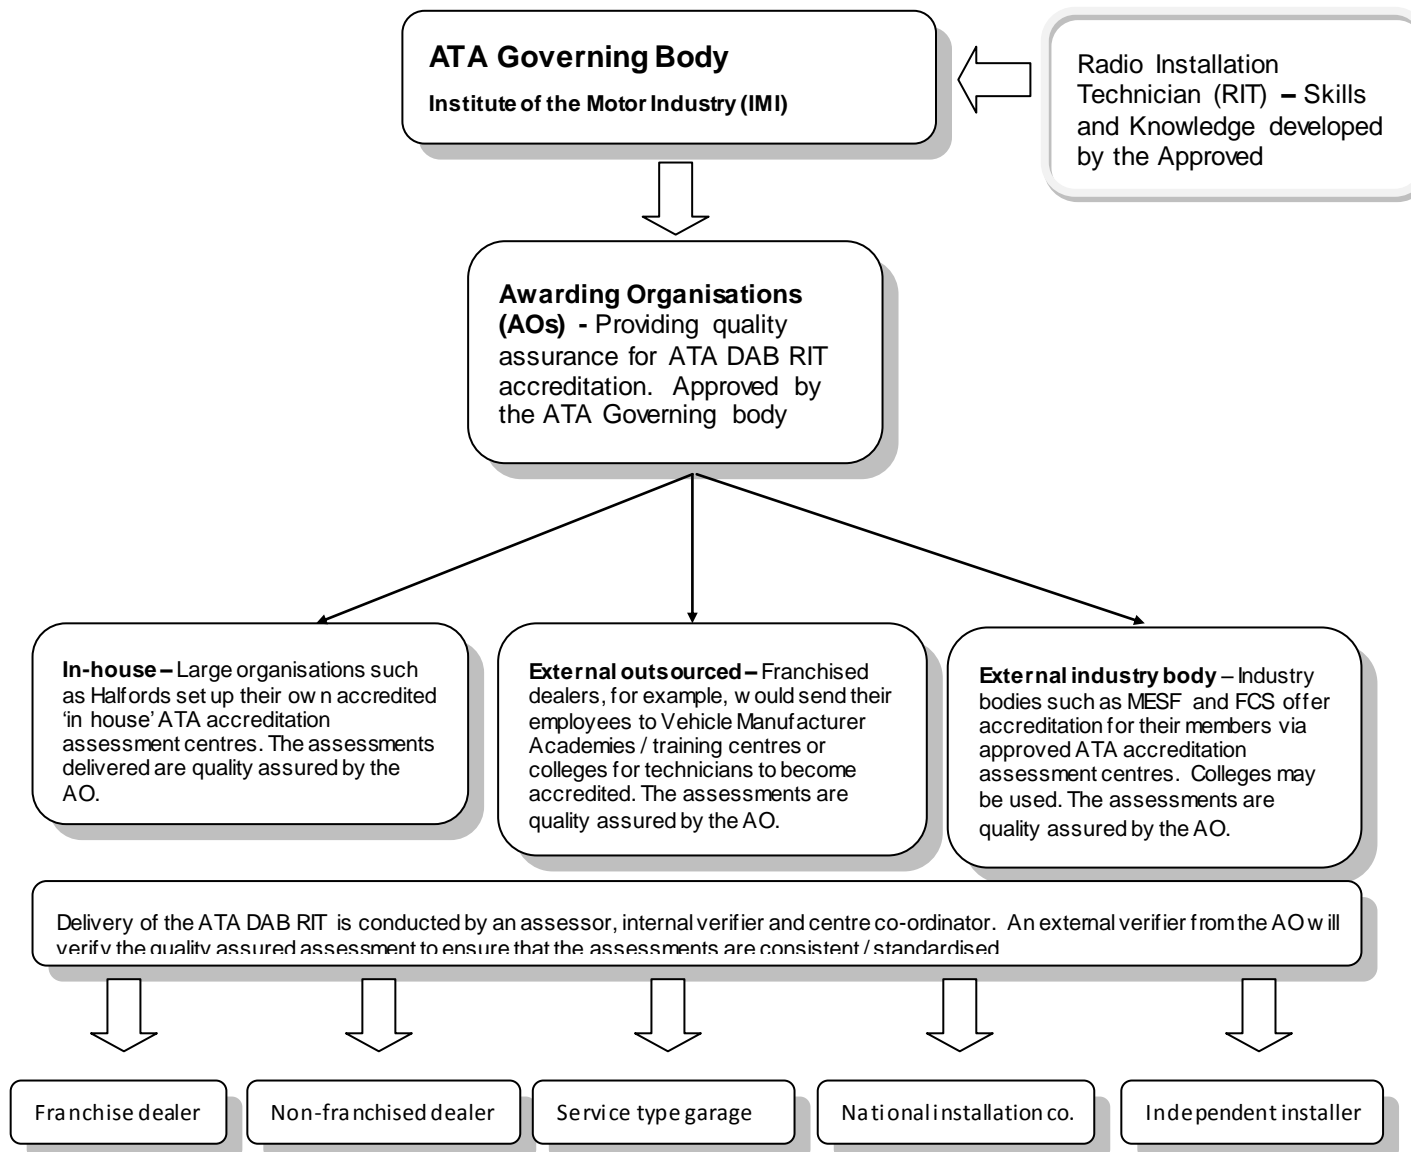 ATA Governing Body
Institute of the Motor Industry (IMI)
Radio Installation
Technician (RIT) – Skills
and Knowledge developed
by the Approved
Awarding Organisations
(AOs) - Providing quality
assurance for ATA DAB RIT
accreditation. Approved by
the ATA Governing body
In-house – Large organisations such
as Halfords set up their own accredited
‘in house’ ATA accreditation
assessment centres. The assessments
delivered are quality assured by the
AO.
External outsourced – Franchised
dealers, for example, would send their
employees to Vehicle Manufacturer
Academies / training centres or
colleges for technicians to become
accredited. The assessments are
quality assured by the AO.
External industry body – Industry
bodies such as MESF and FCS offer
accreditation for their members via
approved ATA accreditation
assessment centres. Colleges may
be used. The assessments are
quality assured by the AO.
Delivery of the ATA DAB RIT is conducted by an assessor, internal verifier and centre co-ordinator. An external verifier from the AO will
verify the quality assured assessment to ensure that the assessments are consistent / standardised
Franchise dealer
Non-franchised dealer
Service type garage
National installation co.
Independent installer